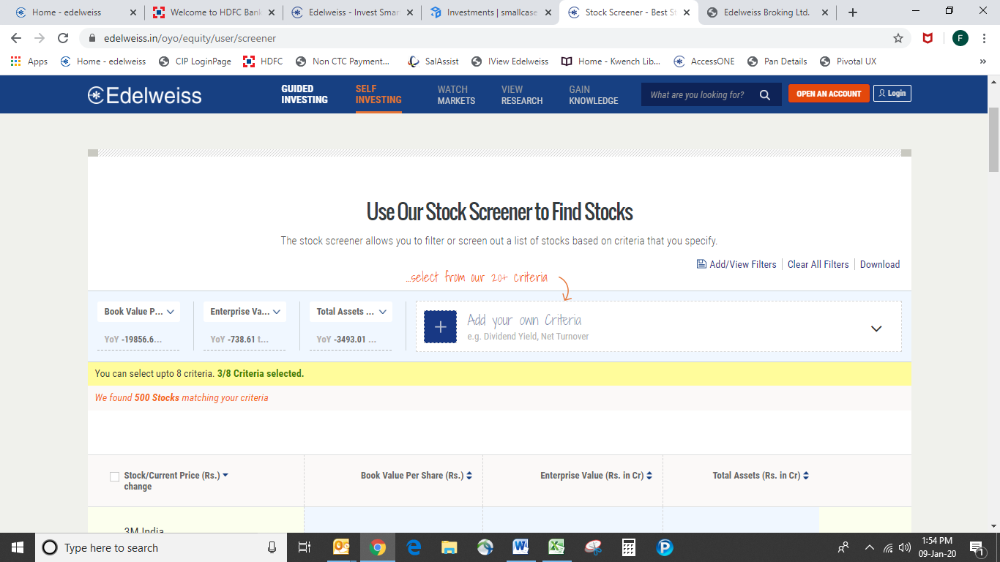 Home - edelweiss
Welcome to HDFC Bank
Edelweiss - Invest Smar
Investments | smallcase
Stock Screener - Best St
Edelweiss Broking Ltd.
edelweiss.in/oyo/equity/user/screener
F
Apps
Home - edelweiss
CIP LoginPage
HDFC
Non CTC Payment...
SalAssist
IView Edelweiss
Home - Kwench Lib...
AccessONE
Pan Details
Pivotal UX
Edelweiss
GUIDED
INVESTING
SELF
INVESTING
WATCH
MARKETS
VIEW
RESEARCH
GAIN
KNOWLEDGE
What are you looking for?
OPEN AN ACCOUNT
Login
Use Our Stock Screener to Find Stocks
The stock screener allows you to filter or screen out a list of stocks based on criteria that you specify.
Add/View Filters
Clear All Filters
Download
...select from our 20+ criteria
Book Value P...
YoY -19856.6...
Enterprise Va...
YoY -738.61 t...
Total Assets ...
YoY -3493.01 ...
Add your own Criteria
e.g. Dividend Yield, Net Turnover
You can select upto 8 criteria. 3/8 Criteria selected.
We found 500 Stocks matching your criteria
Stock/Current Price (Rs.)
change
Book Value Per Share (Rs.)
Enterprise Value (Rs. in Cr)
Total Assets (Rs. in Cr)
3M India
Type here to search
1:54 PM
09-Jan-20
1